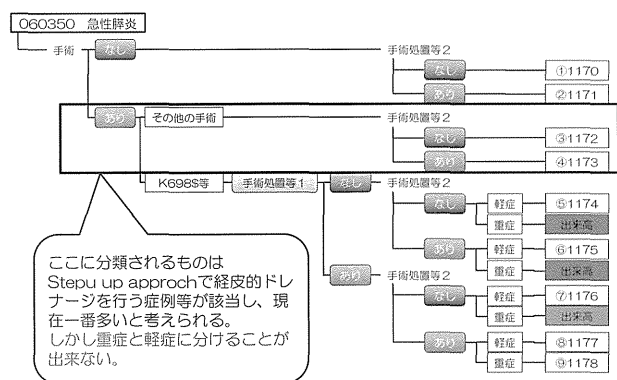 060350 急性膵炎
手術 なし 手術処置等2
なし ①1170
あり ②1171
あり その他の手術 手術処置等2
なし ③1172
あり ④1173
K698$等 手術処置等1 なし 手術処置等2
なし 軽症 ⑤1174
重症 出来高
あり 軽症 ⑥1175
重症 出来高
あり 手術処置等2
なし 軽症 ⑦1176
重症 出来高
あり 軽症 ⑧1177
重症 ⑨1178
ここに分類されるものは
Stepu up approchで経皮的ドレ
ナージを行う症例等が該当し、現
在一番多いと考えられる。
しかし重症と軽症に分けることが
出来ない。